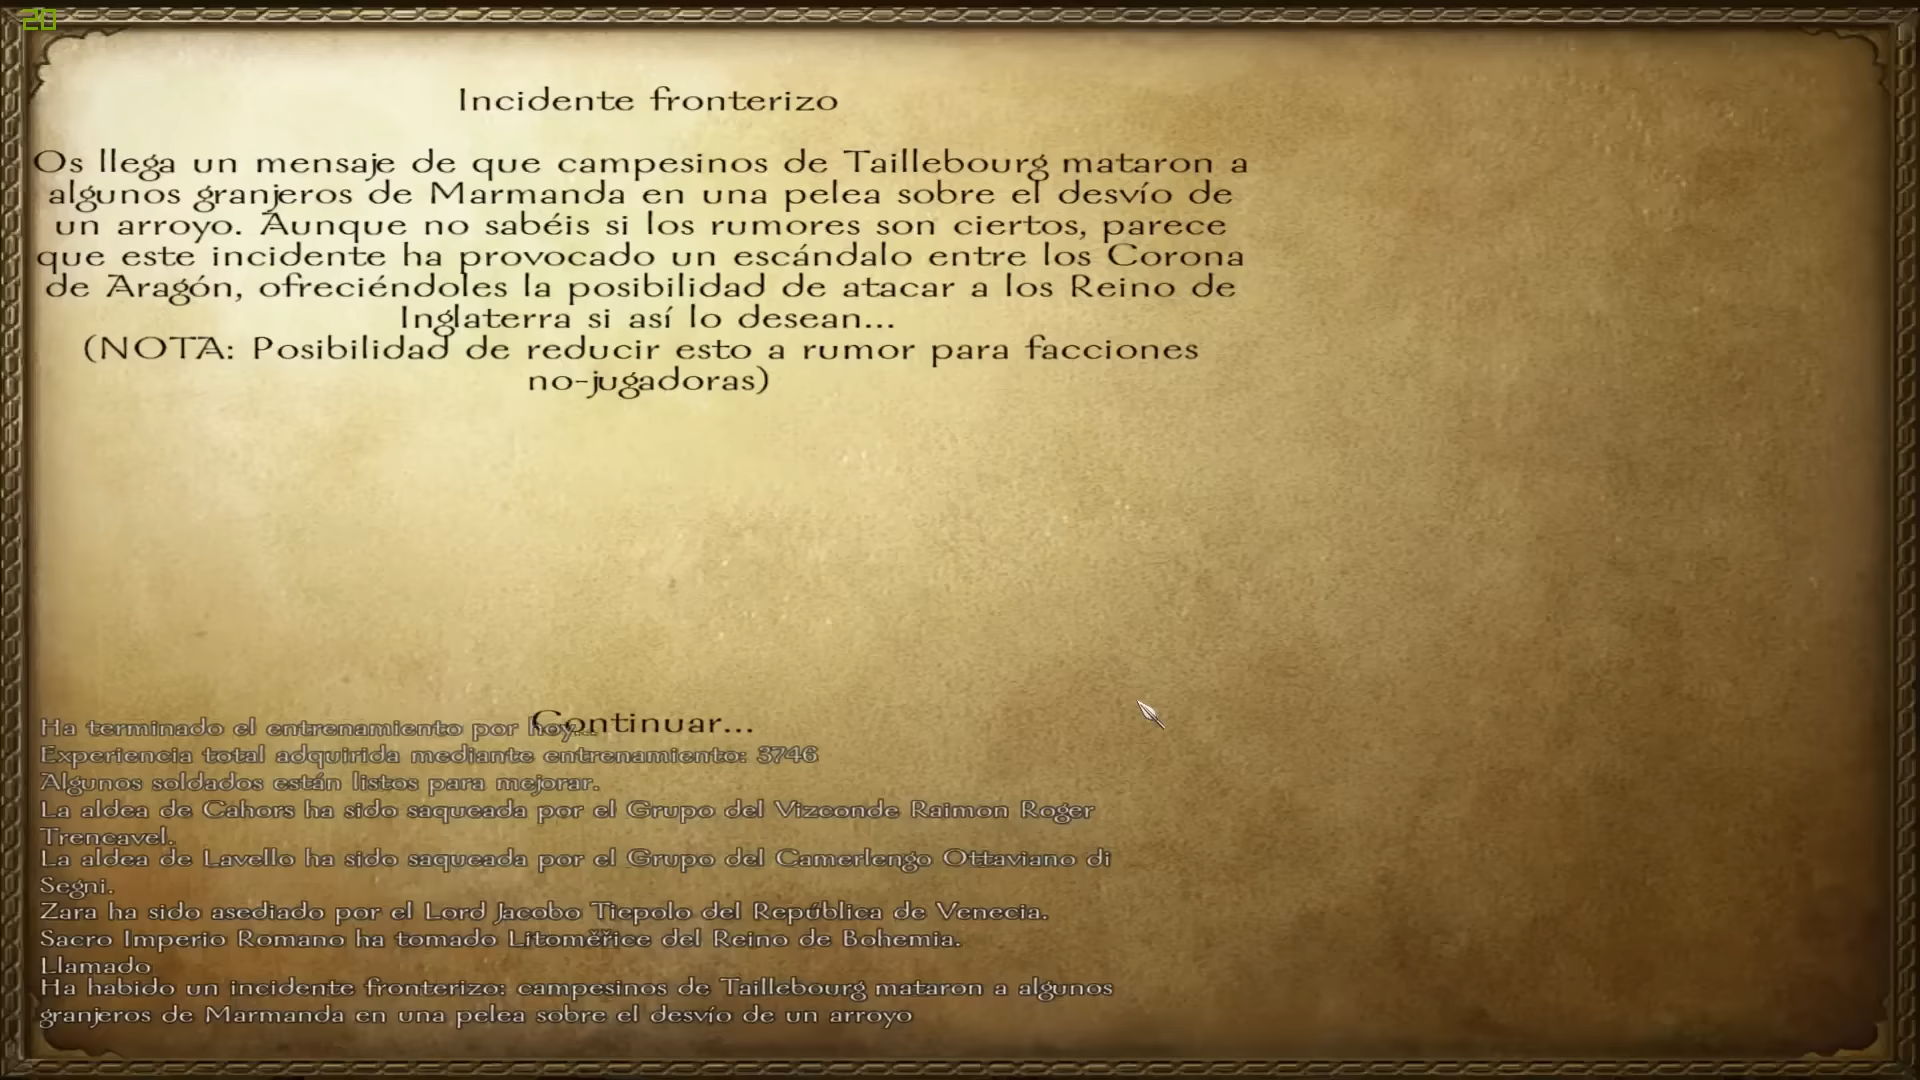 20
Incidente fronterizo
Os llega un mensaje de que campesinos de Taillebourg mataron a
algunos granjeros de Marmanda en una pelea sobre el desvío de
un arroyo. Aunque no sabéis si los rumores son ciertos, parece
que este incidente ha provocado un escándalo entre los Corona
de Aragón, ofreciéndoles la posibilidad de atacar a los Reino de
Inglaterra si así lo desean...
(NOTA: Posibilidad de reducir esto a rumor para facciones
no-jugadoras)
Continuar...
Ha terminado el entrenamiento por hoy...
Experiencia total adquirida mediante entrenamiento: 3746
Algunos soldados están listos para mejorar.
La aldea de Cahors ha sido saqueada por el Grupo del Vizconde Raimon Roger
Trencavel.
La aldea de Lavello ha sido saqueada por el Grupo del Camerlengo Ottaviano di
Segni.
Zara ha sido asediado por el Lord Jacobo Tiepolo del República de Venecia.
Sacro Imperio Romano ha tomado Litoměřice del Reino de Bohemia.
Llamado
Ha habido un incidente fronterizo: campesinos de Taillebourg mataron a algunos
granjeros de Marmanda en una pelea sobre el desvío de un arroyo